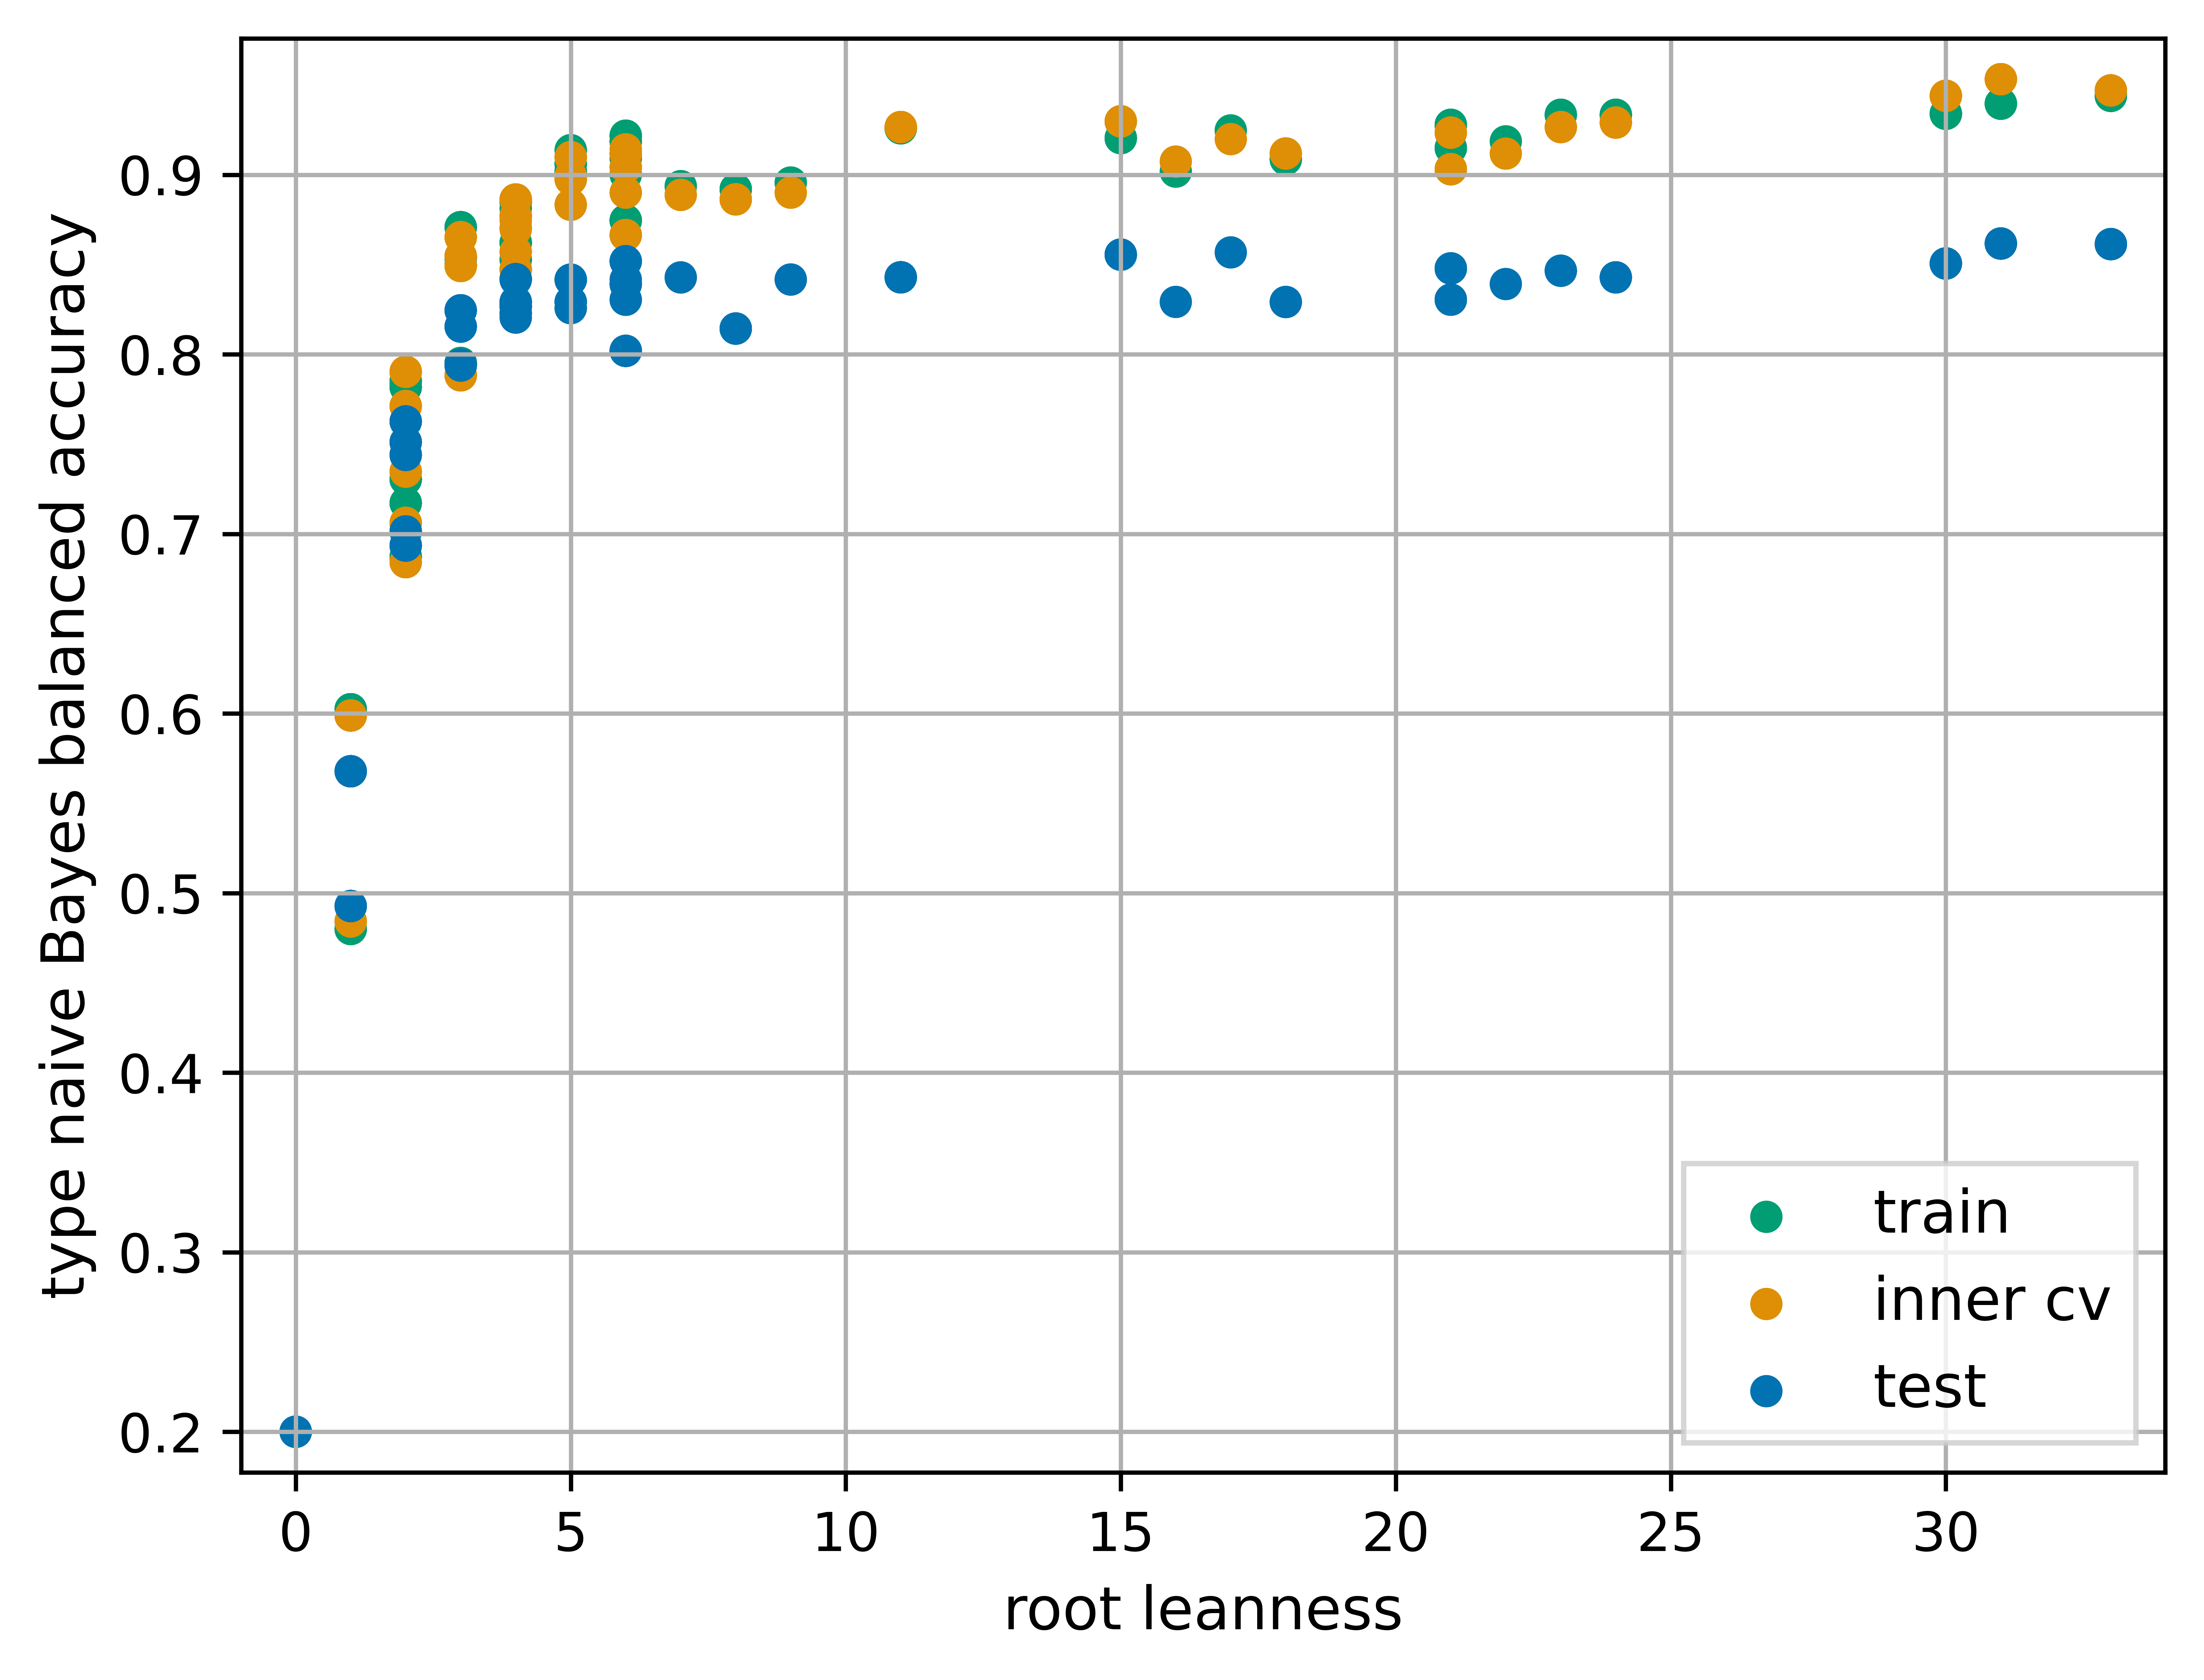 type naive Bayes balanced accuracy
0.9
0.8
0.7
0.6
0.5
0.4
0.3
0.2
train
inner cv
test
0 5 10 15 20 25 30
root leanness